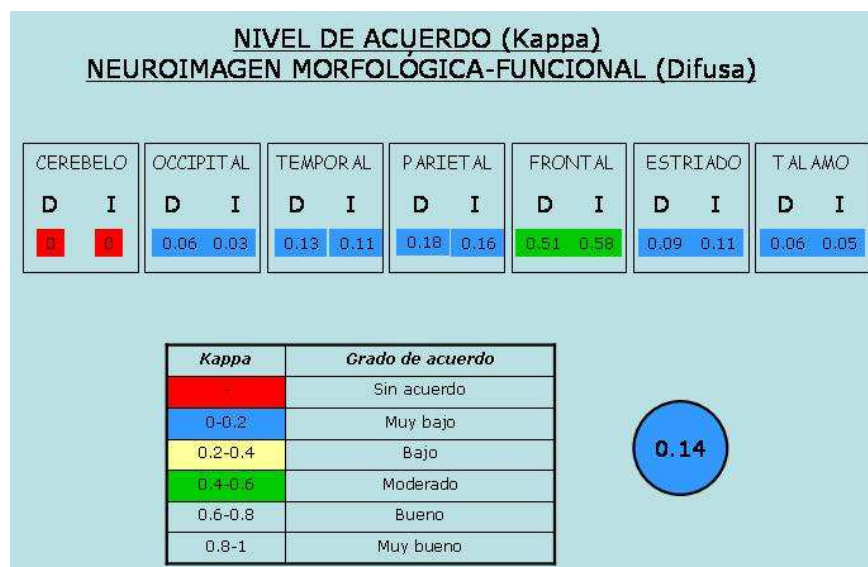 NIVEL DE ACUERDO (Kappa)
NEUROIMAGEN MORFOLÓGICA-FUNCIONAL (Difusa)
CEREBELO OCCIPITAL TEMPORAL PARIETAL FRONTAL ESTRIADO TALAMO
D I D I D I D I D I D I D I
0 0 0.06 0.03 0.13 0.11 0.18 0.16 0.51 0.58 0.09 0.11 0.06 0.05
Kappa Grado de acuerdo
- Sin acuerdo
0-0.2 Muy bajo
0.2-0.4 Bajo
0.4-0.6 Moderado
0.6-0.8 Bueno
0.8-1 Muy bueno
0.14